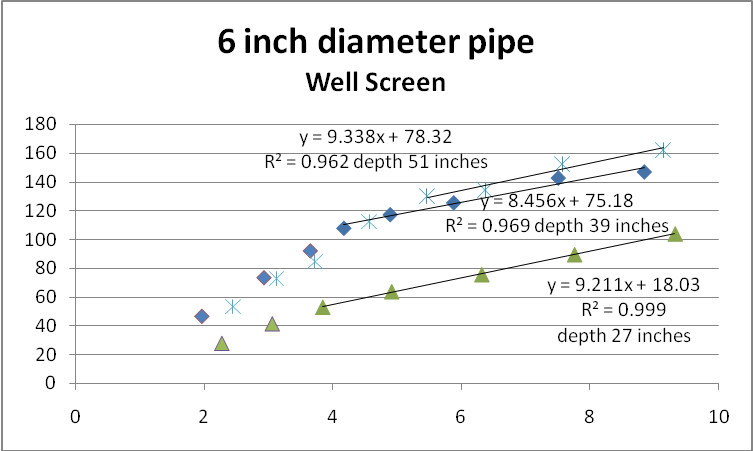 6 inch diameter pipe
Well Screen
180
160
140
120
100
80
60
40
20
0
y = 9.338x + 78.32
R² = 0.962 depth 51 inches
y = 8.456x + 75.18
R² = 0.969 depth 39 inches
y = 9.211x + 18.03
R² = 0.999
depth 27 inches
0 2 4 6 8 10